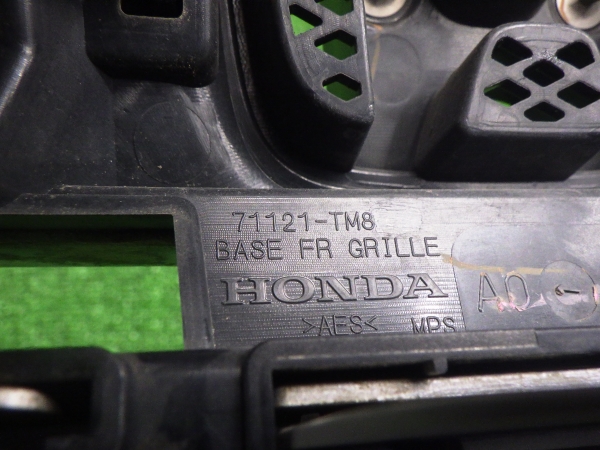 71121-TM8
BASE FR GRILLE
HONDA
>AES< MPS
A0